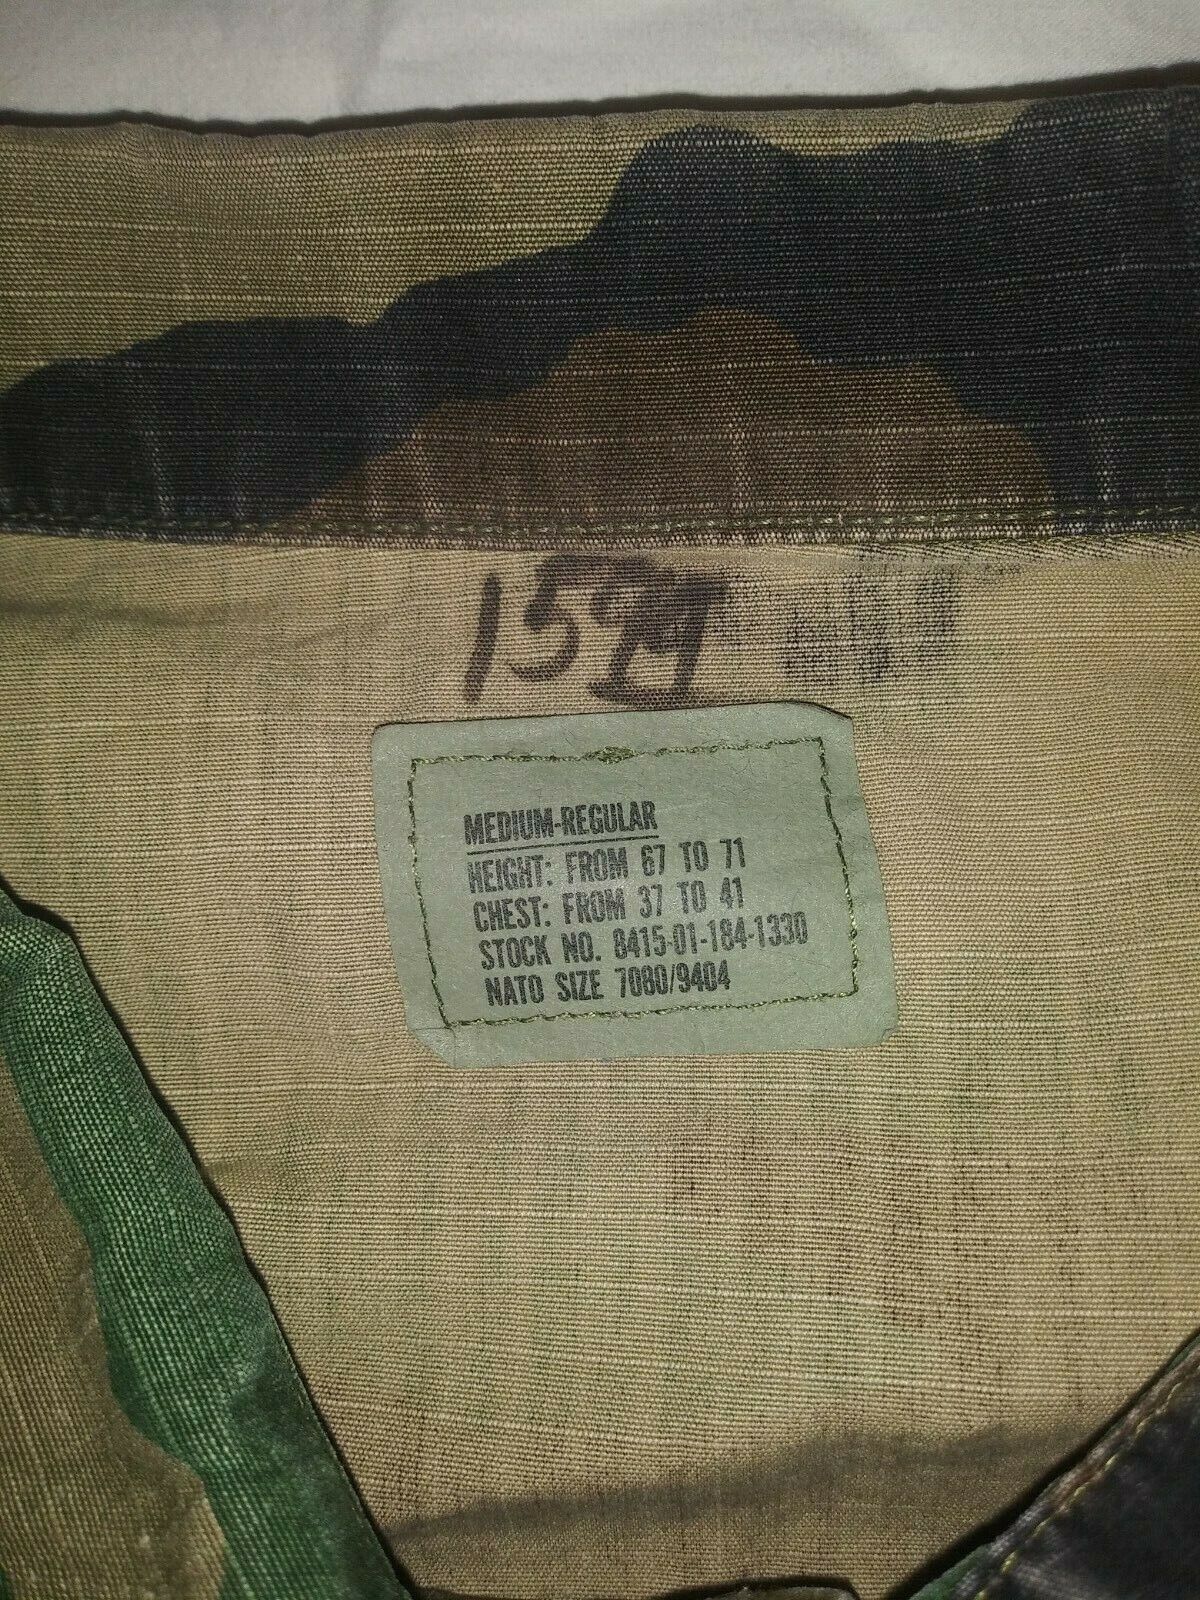 MEDIUM-REGULAR
HEIGHT: FROM 67 TO 71
CHEST: FROM 37 TO 41
STOCK NO. 8415-01-184-1330
NATO SIZE 7080/9404